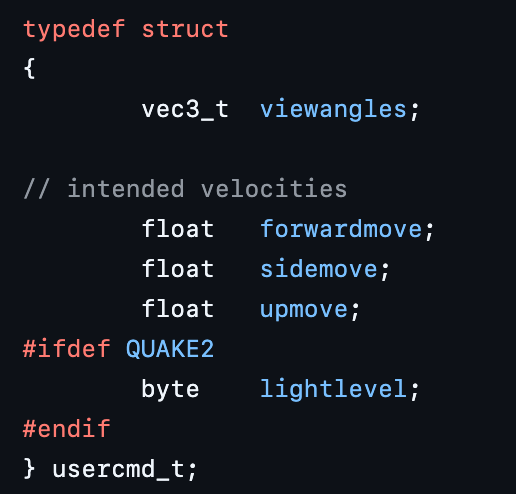 typedef struct
{
vec3_t viewangles;
// intended velocities
float forwardmove;
float sidemove;
float upmove;
#ifdef QUAKE2
byte lightlevel;
#endif
} usercmd_t;